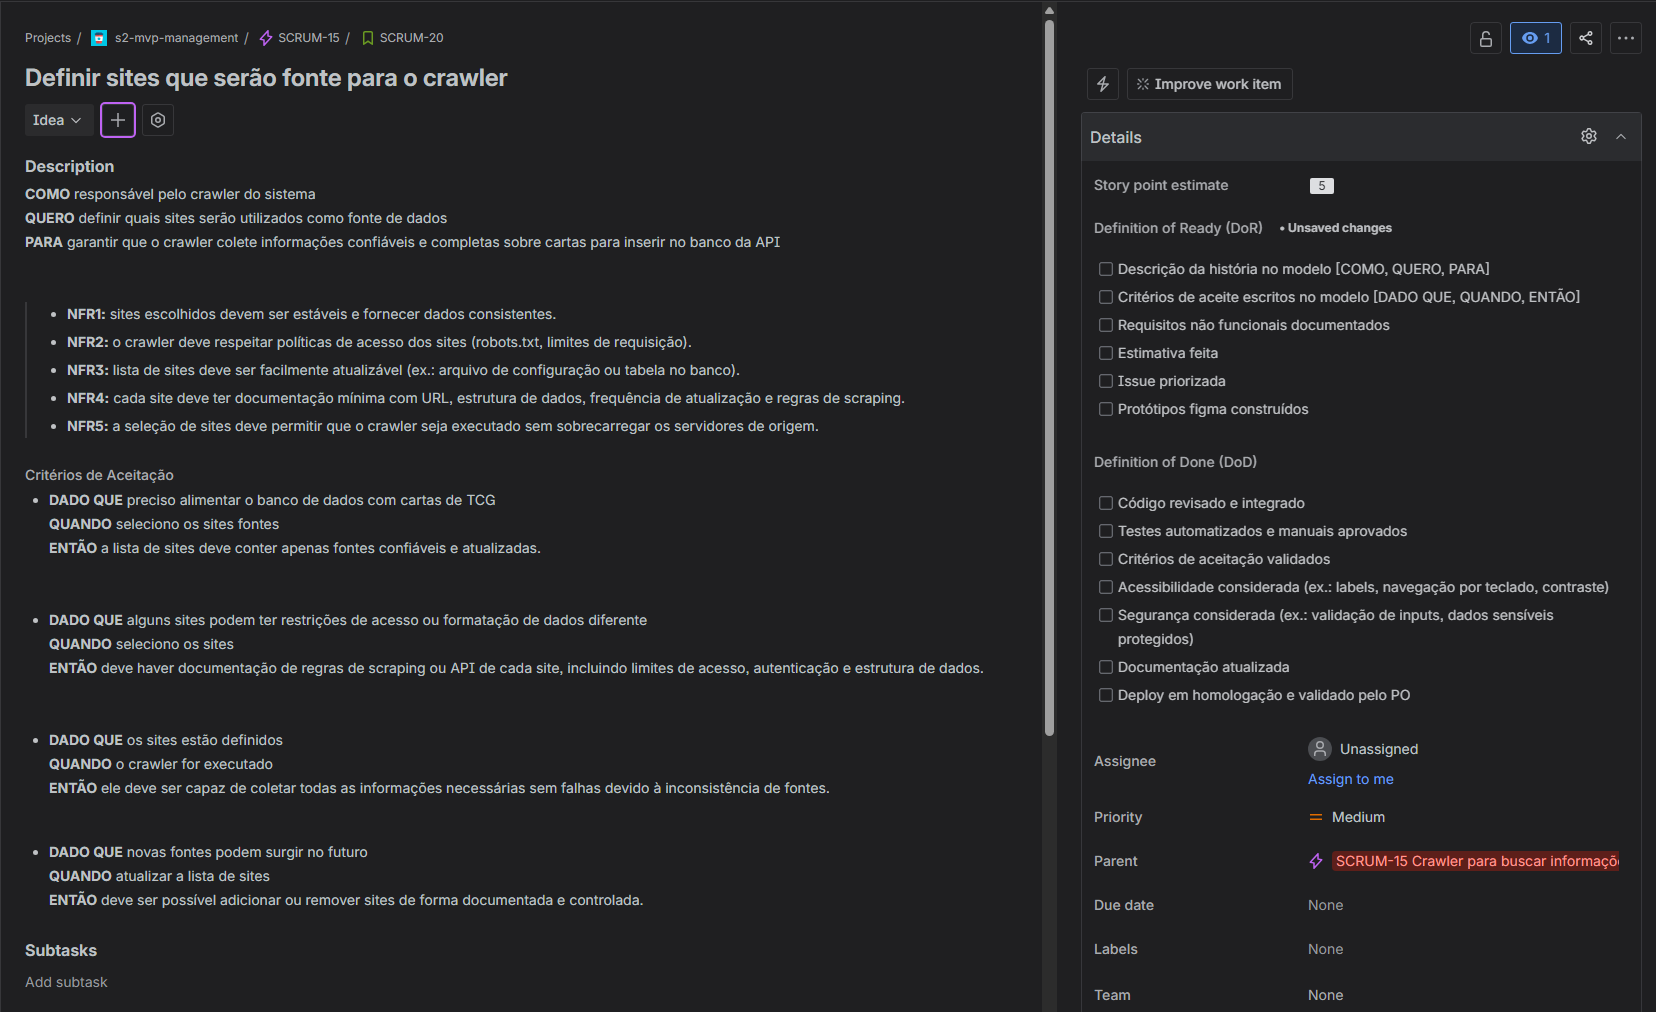 Projects / s2-mvp-management / SCRUM-15 / SCRUM-20
Definir sites que serão fonte para o crawler
Idea
Description
COMO responsável pelo crawler do sistema
QUERO definir quais sites serão utilizados como fonte de dados
PARA garantir que o crawler colete informações confiáveis e completas sobre cartas para inserir no banco da API
• NFR1: sites escolhidos devem ser estáveis e fornecer dados consistentes.
• NFR2: o crawler deve respeitar políticas de acesso dos sites (robots.txt, limites de requisição).
• NFR3: lista de sites deve ser facilmente atualizável (ex.: arquivo de configuração ou tabela no banco).
• NFR4: cada site deve ter documentação mínima com URL, estrutura de dados, frequência de atualização e regras de scraping.
• NFR5: a seleção de sites deve permitir que o crawler seja executado sem sobrecarregar os servidores de origem.
Critérios de Aceitação
• DADO QUE preciso alimentar o banco de dados com cartas de TCG
QUANDO seleciono os sites fontes
ENTÃO a lista de sites deve conter apenas fontes confiáveis e atualizadas.
• DADO QUE alguns sites podem ter restrições de acesso ou formatação de dados diferente
QUANDO seleciono os sites
ENTÃO deve haver documentação de regras de scraping ou API de cada site, incluindo limites de acesso, autenticação e estrutura de dados.
• DADO QUE os sites estão definidos
QUANDO o crawler for executado
ENTÃO ele deve ser capaz de coletar todas as informações necessárias sem falhas devido à inconsistência de fontes.
• DADO QUE novas fontes podem surgir no futuro
QUANDO atualizar a lista de sites
ENTÃO deve ser possível adicionar ou remover sites de forma documentada e controlada.
Subtasks
Add subtask
1
Improve work item
Details
Story point estimate 5
Definition of Ready (DoR) • Unsaved changes
Descrição da história no modelo [COMO, QUERO, PARA]
Critérios de aceite escritos no modelo [DADO QUE, QUANDO, ENTÃO]
Requisitos não funcionais documentados
Estimativa feita
Issue priorizada
Protótipos figma construídos
Definition of Done (DoD)
Código revisado e integrado
Testes automatizados e manuais aprovados
Critérios de aceitação validados
Acessibilidade considerada (ex.: labels, navegação por teclado, contraste)
Segurança considerada (ex.: validação de inputs, dados sensíveis
protegidos)
Documentação atualizada
Deploy em homologação e validado pelo PO
Assignee Unassigned
Assign to me
Priority Medium
Parent SCRUM-15 Crawler para buscar informaçõ
Due date None
Labels None
Team None